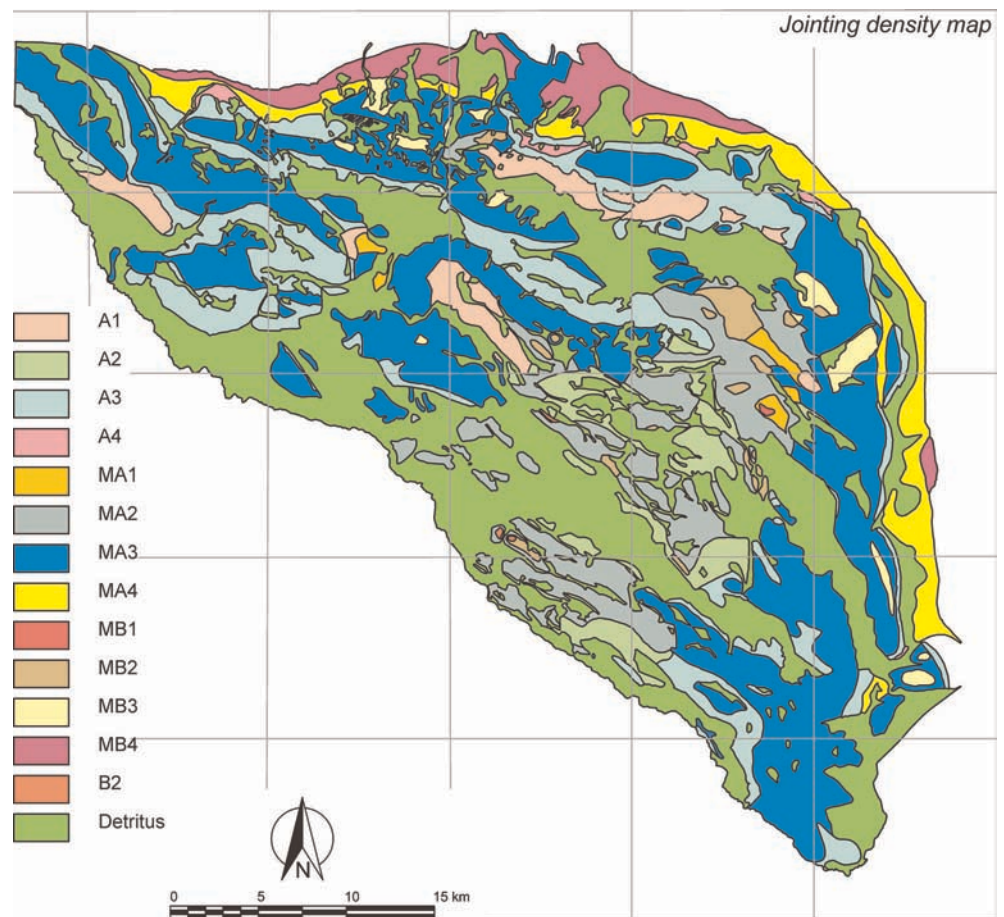 Jointing density map
A1
A2
A3
A4
MA1
MA2
MA3
MA4
MB1
MB2
MB3
MB4
B2
Detritus
N
0 5 10 15 km